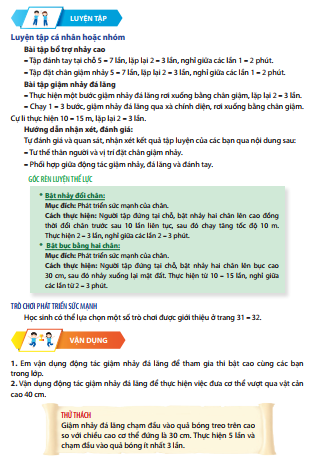 LUYỆN TẬP
Luyện tập cá nhân hoặc nhóm
Bài tập bổ trợ nhảy cao
– Tập đánh tay tại chỗ 5 – 7 lần, lặp lại 2 – 3 lần, nghỉ giữa các lần 1 – 2 phút.
– Tập đặt chân giậm nhảy 5 – 7 lần, lặp lại 2 – 3 lần, nghỉ giữa các lần 1 – 2 phút.
Bài tập giậm nhảy đá lăng
– Thực hiện một bước giậm nhảy đá lăng rơi xuống bằng chân giậm, lặp lại 2 – 3 lần.
– Chạy 1 – 3 bước, giậm nhảy đá lăng qua xà chính diện, rơi xuống bằng chân giậm.
Cự li thực hiện 10 – 15 m, lặp lại 2 – 3 lần.
Hướng dẫn nhận xét, đánh giá:
Tự đánh giá và quan sát, nhận xét kết quả tập luyện của các bạn qua nội dung sau:
– Tư thế thân người và vị trí đặt chân giậm nhảy.
– Phối hợp giữa động tác giậm nhảy, đá lăng và đánh tay.
GÓC RÈN LUYỆN THỂ LỰC
* Bật nhảy đổi chân:
Mục đích: Phát triển sức mạnh của chân.
Cách thực hiện: Người tập đứng tại chỗ, bật nhảy hai chân lên cao đồng
thời đổi chân trước sau 10 lần liên tục, sau đó chạy tăng tốc độ 10 m.
Thực hiện 2 – 3 lần, nghỉ giữa các lần 2 – 3 phút.
* Bật bục bằng hai chân:
Mục đích: Phát triển sức mạnh của chân.
Cách thực hiện: Người tập đứng tại chỗ, bật nhảy hai chân lên bục cao
30 cm, sau đó nhảy xuống lại mặt đất. Thực hiện từ 10 – 15 lần, nghỉ giữa
các lần từ 2 – 3 phút.
TRÒ CHƠI PHÁT TRIỂN SỨC MẠNH
Học sinh có thể lựa chọn một số trò chơi được giới thiệu ở trang 31 – 32.
VẬN DỤNG
1. Em vận dụng động tác giậm nhảy đá lăng để tham gia thi bật cao cùng các bạn
trong lớp.
2. Vận dụng động tác giậm nhảy đá lăng để thực hiện việc đưa cơ thể vượt qua vật cản
cao 40 cm.
THỬ THÁCH
Giậm nhảy đá lăng chạm đầu vào quả bóng treo trên cao
so với chiều cao cơ thể đứng là 30 cm. Thực hiện 5 lần và
chạm đầu vào quả bóng ít nhất 3 lần.